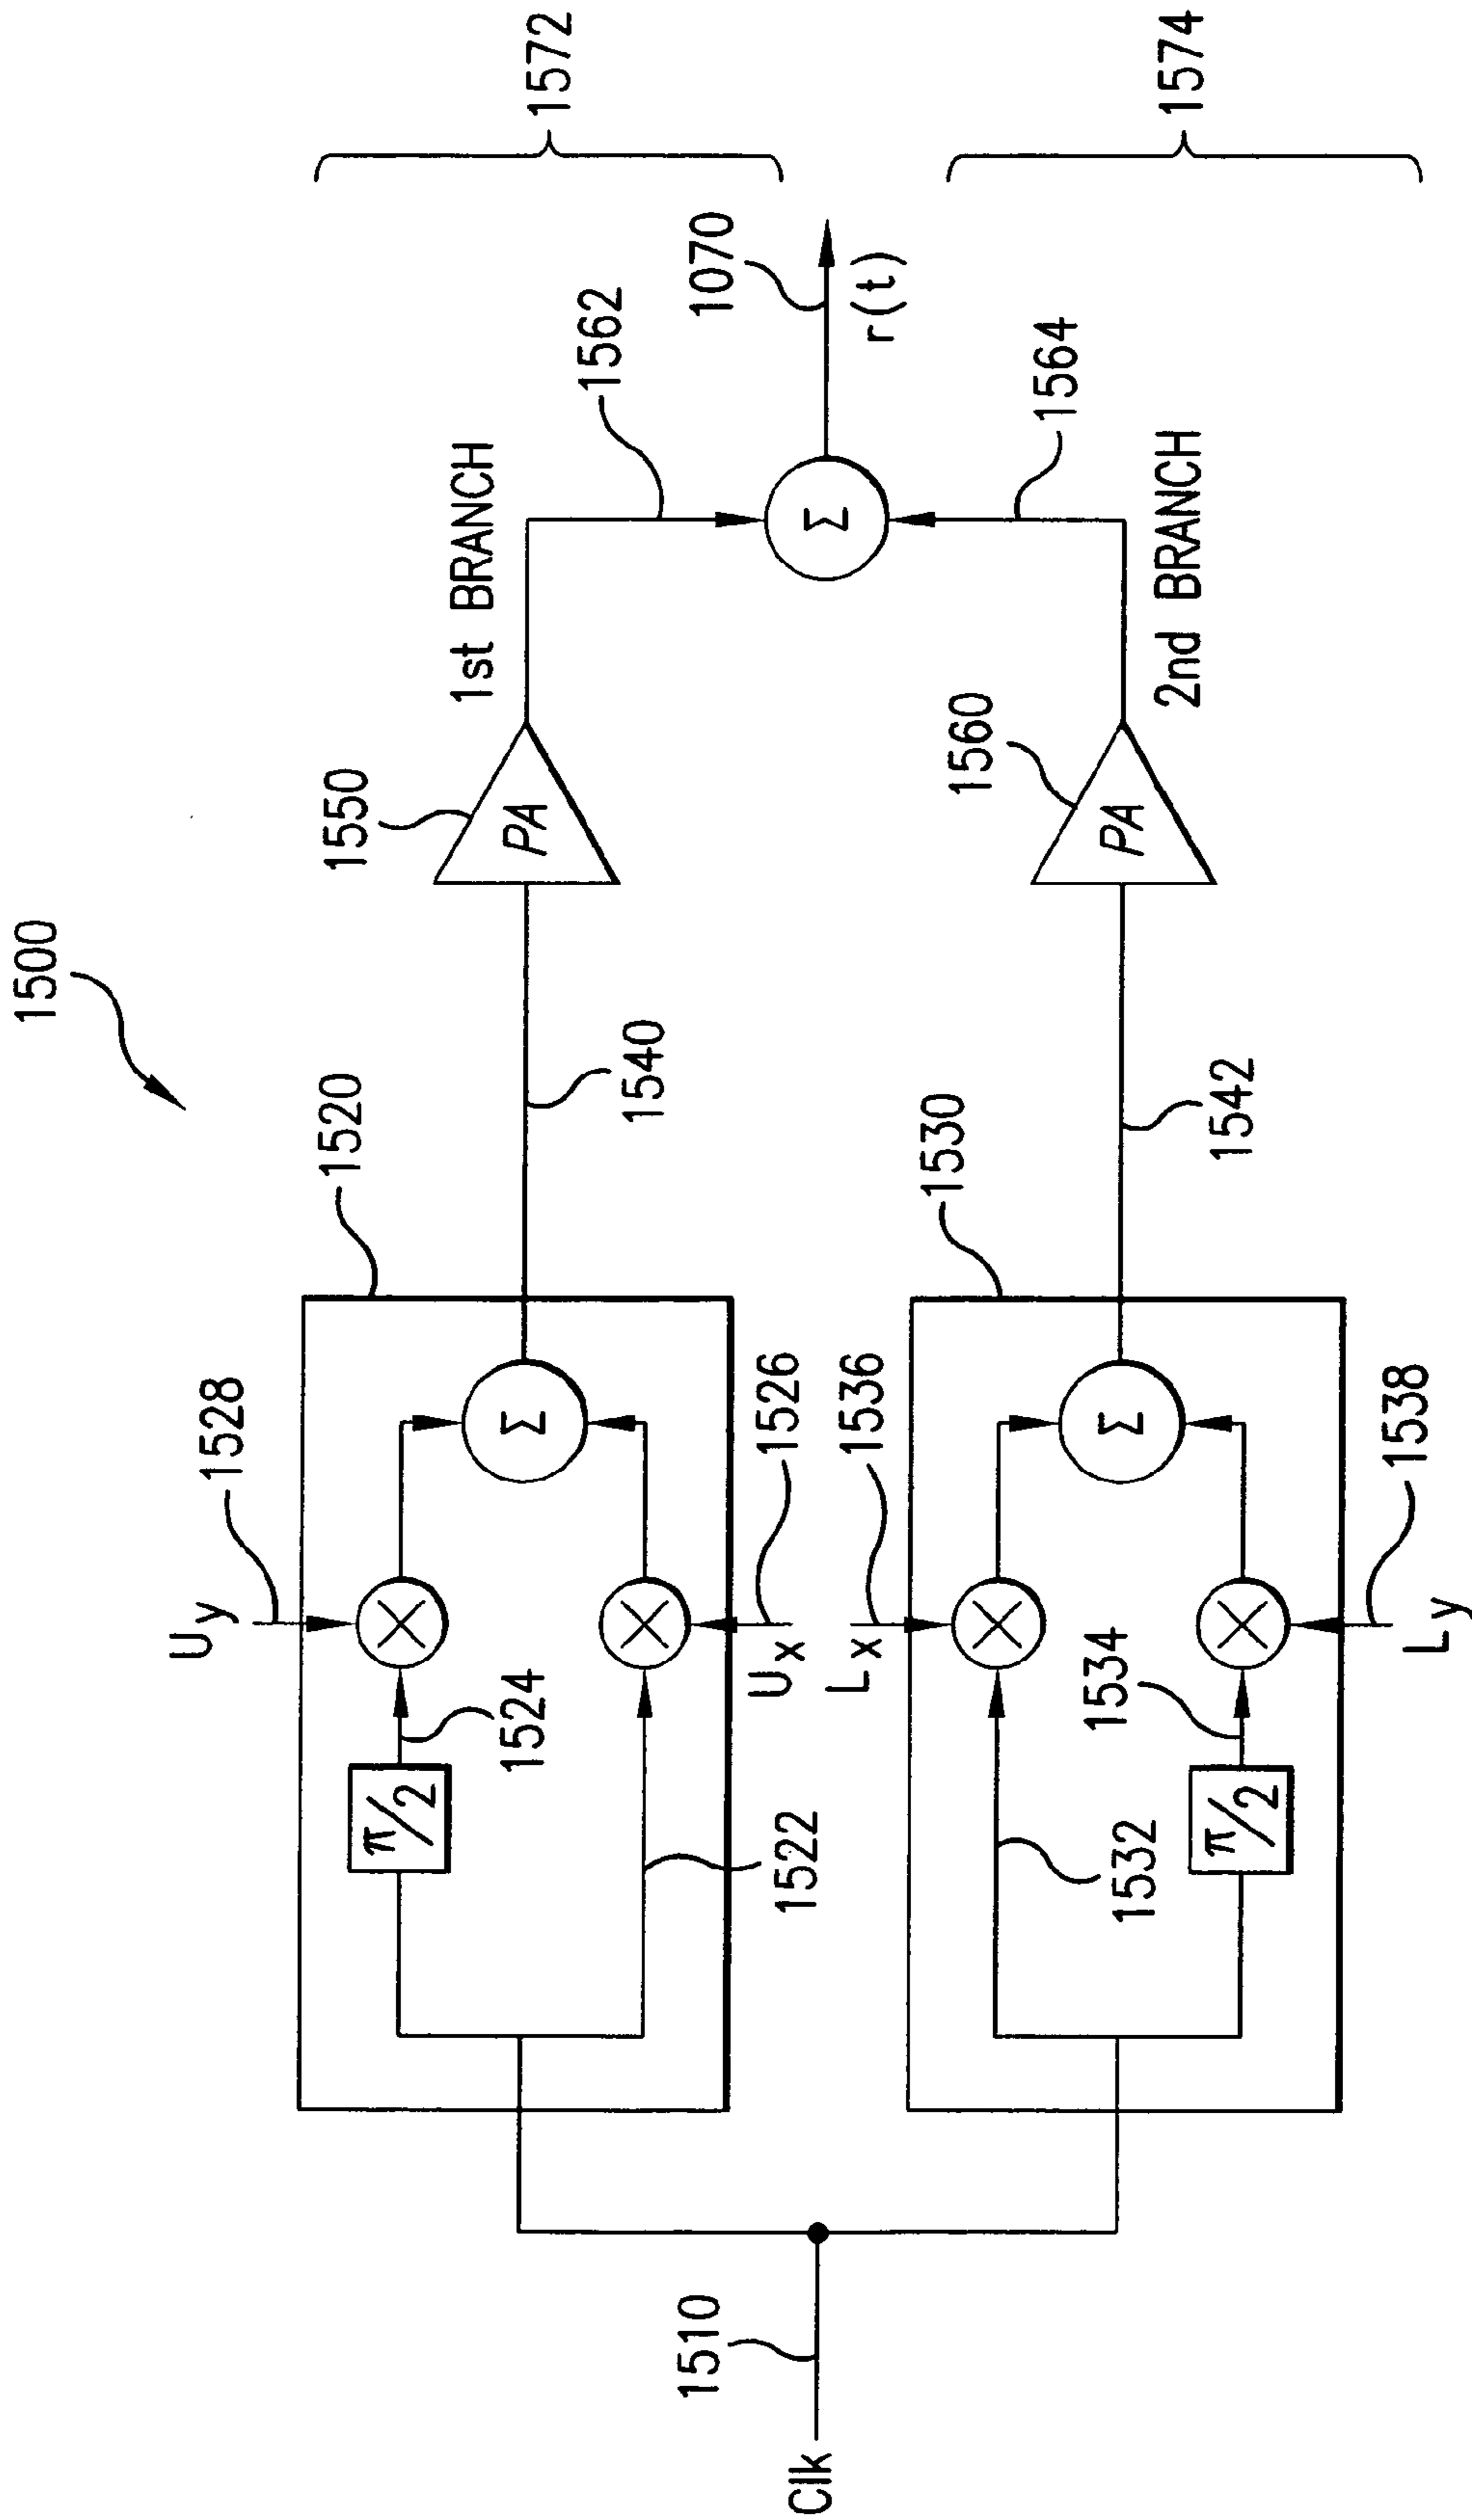 1500
1572
1574
1st BRANCH
1550
PA
1562
1070
r(t)
Σ
1564
2nd BRANCH
1560
PA
1520
1540
1530
1542
Uy
1528
π/2
1524
Σ
1522
Ux
1526
Lx
1536
1532
Σ
π/2
1534
Ly
1538
Clk
1510